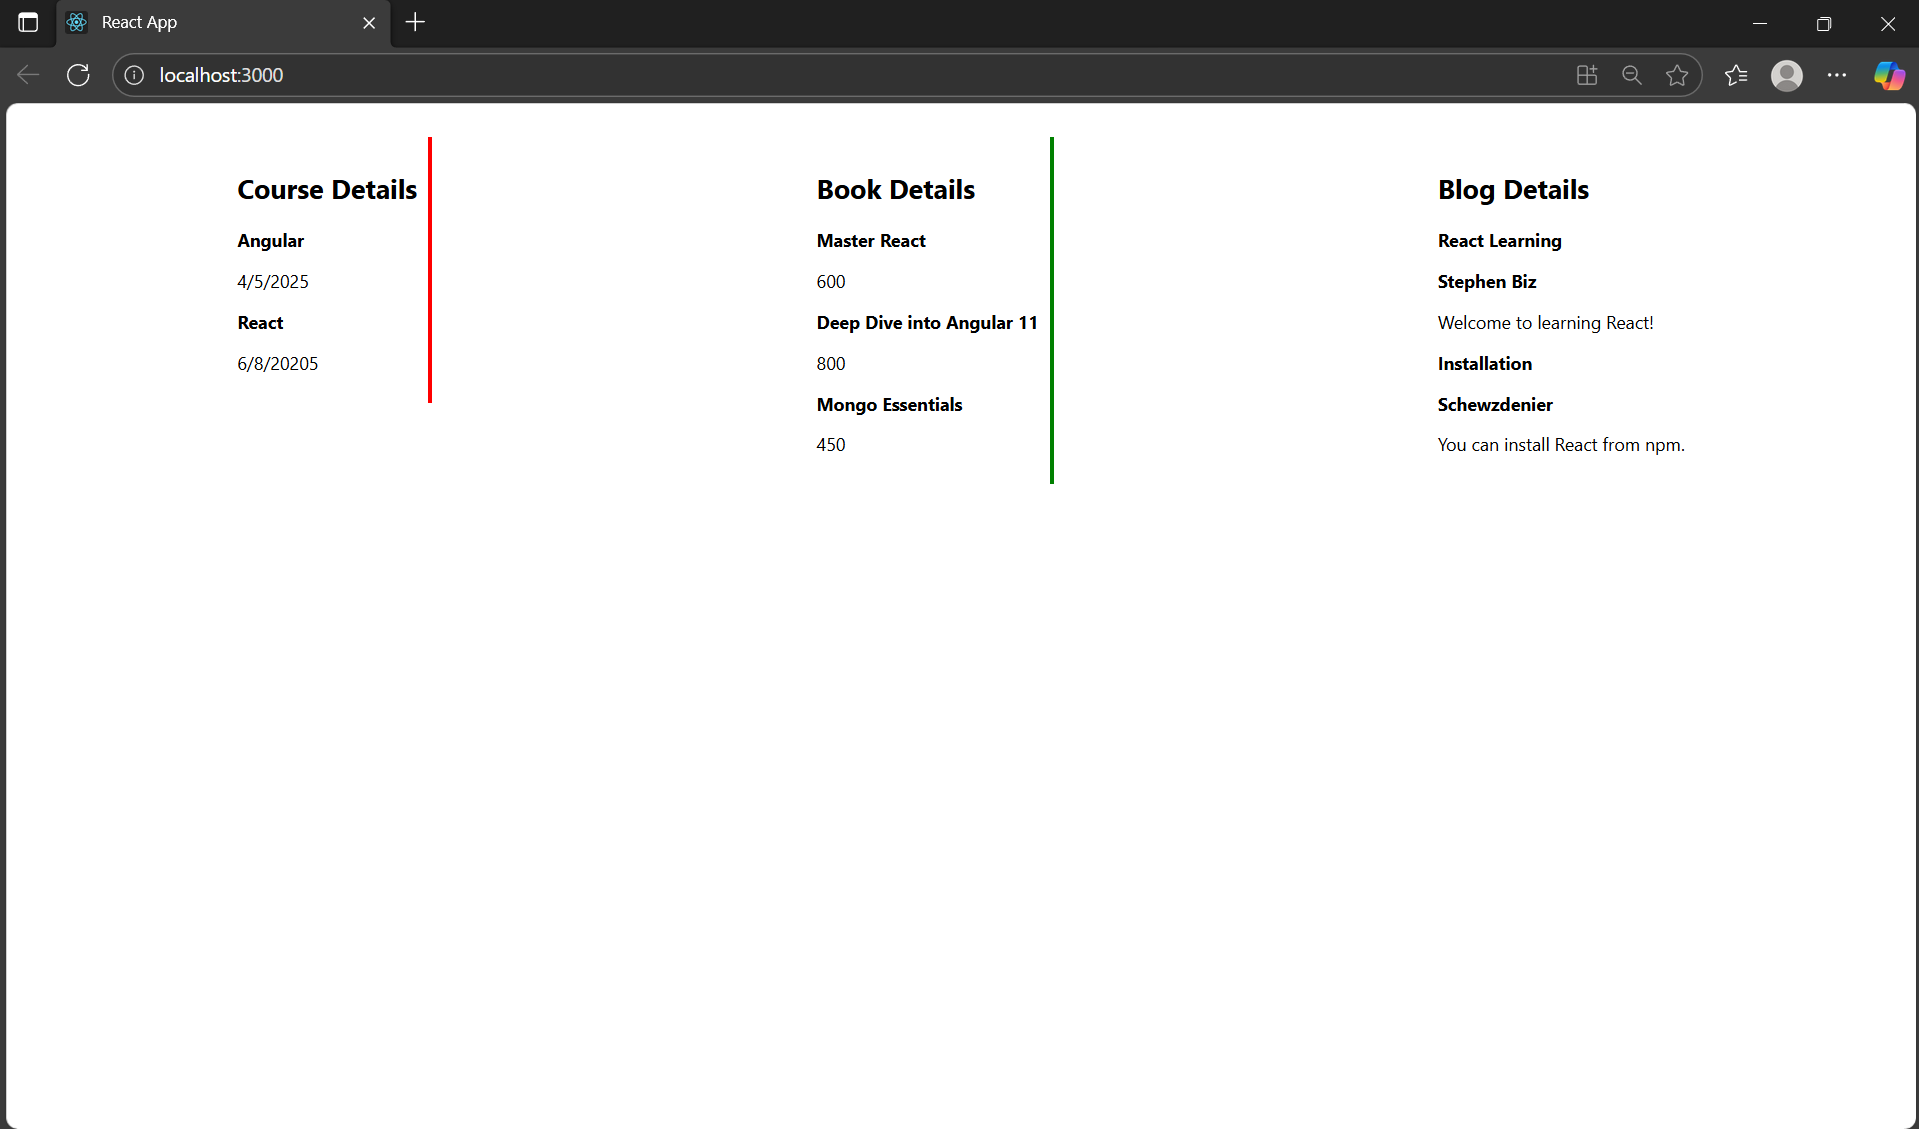 React App
localhost:3000
Course Details
Angular
4/5/2025
React
6/8/20205
Book Details
Master React
600
Deep Dive into Angular 11
800
Mongo Essentials
450
Blog Details
React Learning
Stephen Biz
Welcome to learning React!
Installation
Schewzdenier
You can install React from npm.